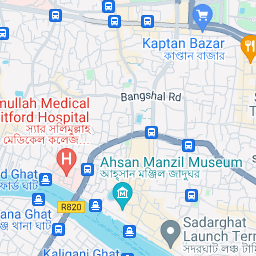 Kaptan Bazar
কাপ্তান বাজার
Bangshal Rd
mullah Medical
itford Hospital
স্যার সলিমুল্লাহ
মেডিকেল কলেজ...
Ahsan Manzil Museum
আহসান মঞ্জিল জাদুঘর
Ghat
ফোর্ড ঘাট
R820
ana Ghat
ঞ্জ থানা ঘাট
Kaligani Ghat
Sadarghat
Launch Term
সদরঘাট লঞ্চ টার্মি